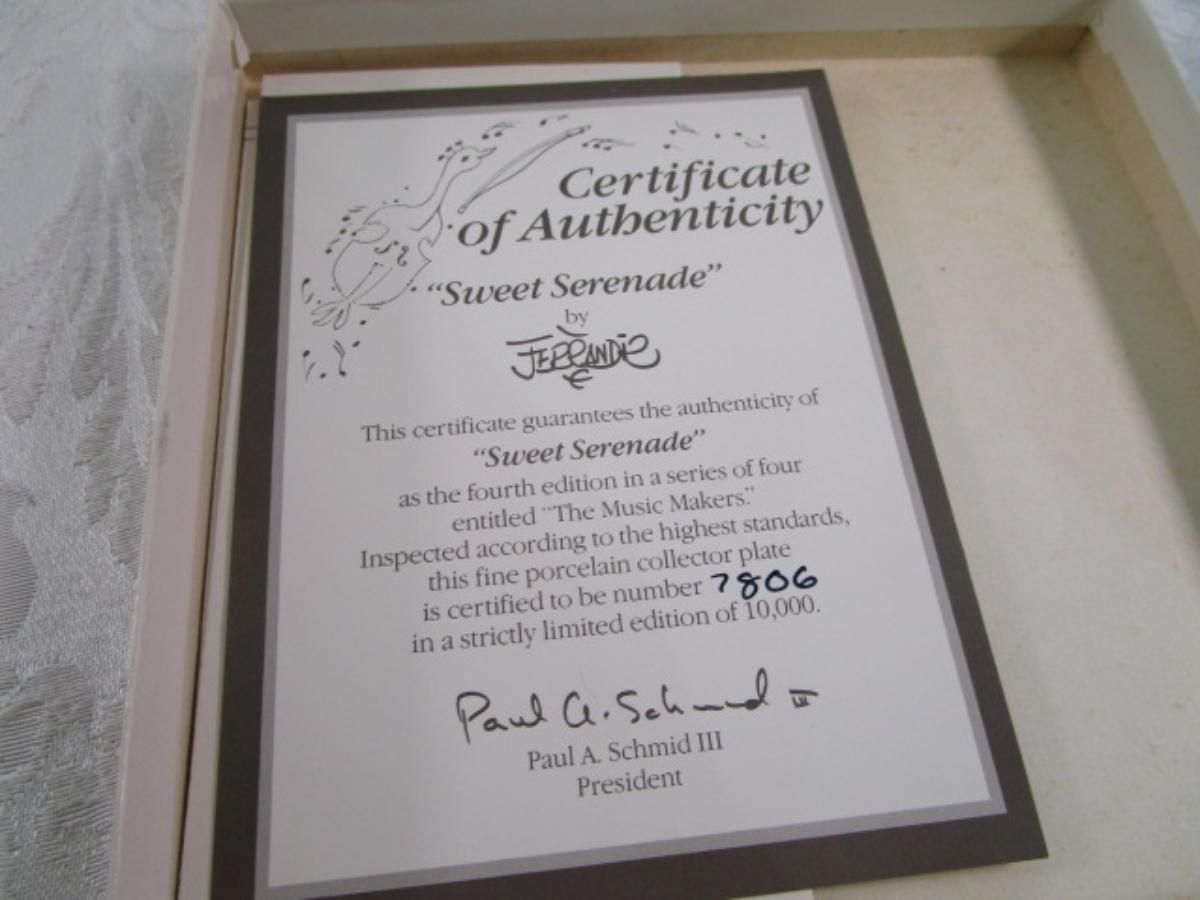 Certificate
of Authenticity
“Sweet Serenade”
by
JERRANDIE
This certificate guarantees the authenticity of
“Sweet Serenade”
as the fourth edition in a series of four
entitled “The Music Makers.”
Inspected according to the highest standards,
this fine porcelain collector plate
is certified to be number 7806
in a strictly limited edition of 10,000.
Paul A. Schmid III
Paul A. Schmid III
President